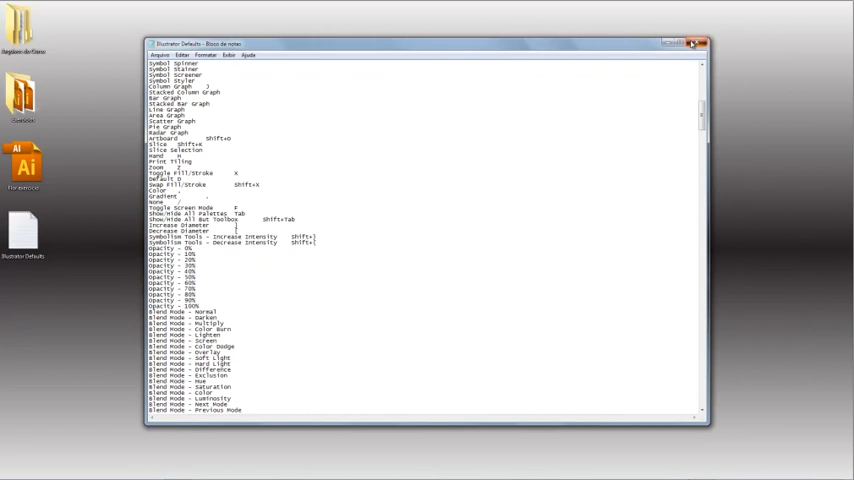 Illustrator Defaults - Bloco de notas
Arquivo Editar Formatar Exibir Ajuda
Symbol Spinner
Symbol Stainer
Symbol Screener
Symbol Styler
Column Graph J
Stacked Column Graph
Bar Graph
Stacked Bar Graph
Line Graph
Area Graph
Scatter Graph
Pie Graph
Radar Graph
Artboard Shift+O
Slice Shift+K
Slice Selection
Hand H
Print Tiling
Zoom Z
Toggle Fill/Stroke X
Default D
Swap Fill/Stroke Shift+X
Color ,
Gradient .
None /
Toggle Screen Mode F
Show/Hide All Palettes Tab
Show/Hide All But Toolbox Shift+Tab
Increase Diameter ]
Decrease Diameter [
Symbolism Tools - Increase Intensity Shift+}
Symbolism Tools - Decrease Intensity Shift+{
Opacity - 0%
Opacity - 10%
Opacity - 20%
Opacity - 30%
Opacity - 40%
Opacity - 50%
Opacity - 60%
Opacity - 70%
Opacity - 80%
Opacity - 90%
Opacity - 100%
Blend Mode - Normal
Blend Mode - Darken
Blend Mode - Multiply
Blend Mode - Color Burn
Blend Mode - Lighten
Blend Mode - Screen
Blend Mode - Color Dodge
Blend Mode - Overlay
Blend Mode - Soft Light
Blend Mode - Hard Light
Blend Mode - Difference
Blend Mode - Exclusion
Blend Mode - Hue
Blend Mode - Saturation
Blend Mode - Color
Blend Mode - Luminosity
Blend Mode - Next Mode
Blend Mode - Previous Mode
Ai
Ai
Illustrator Defaults